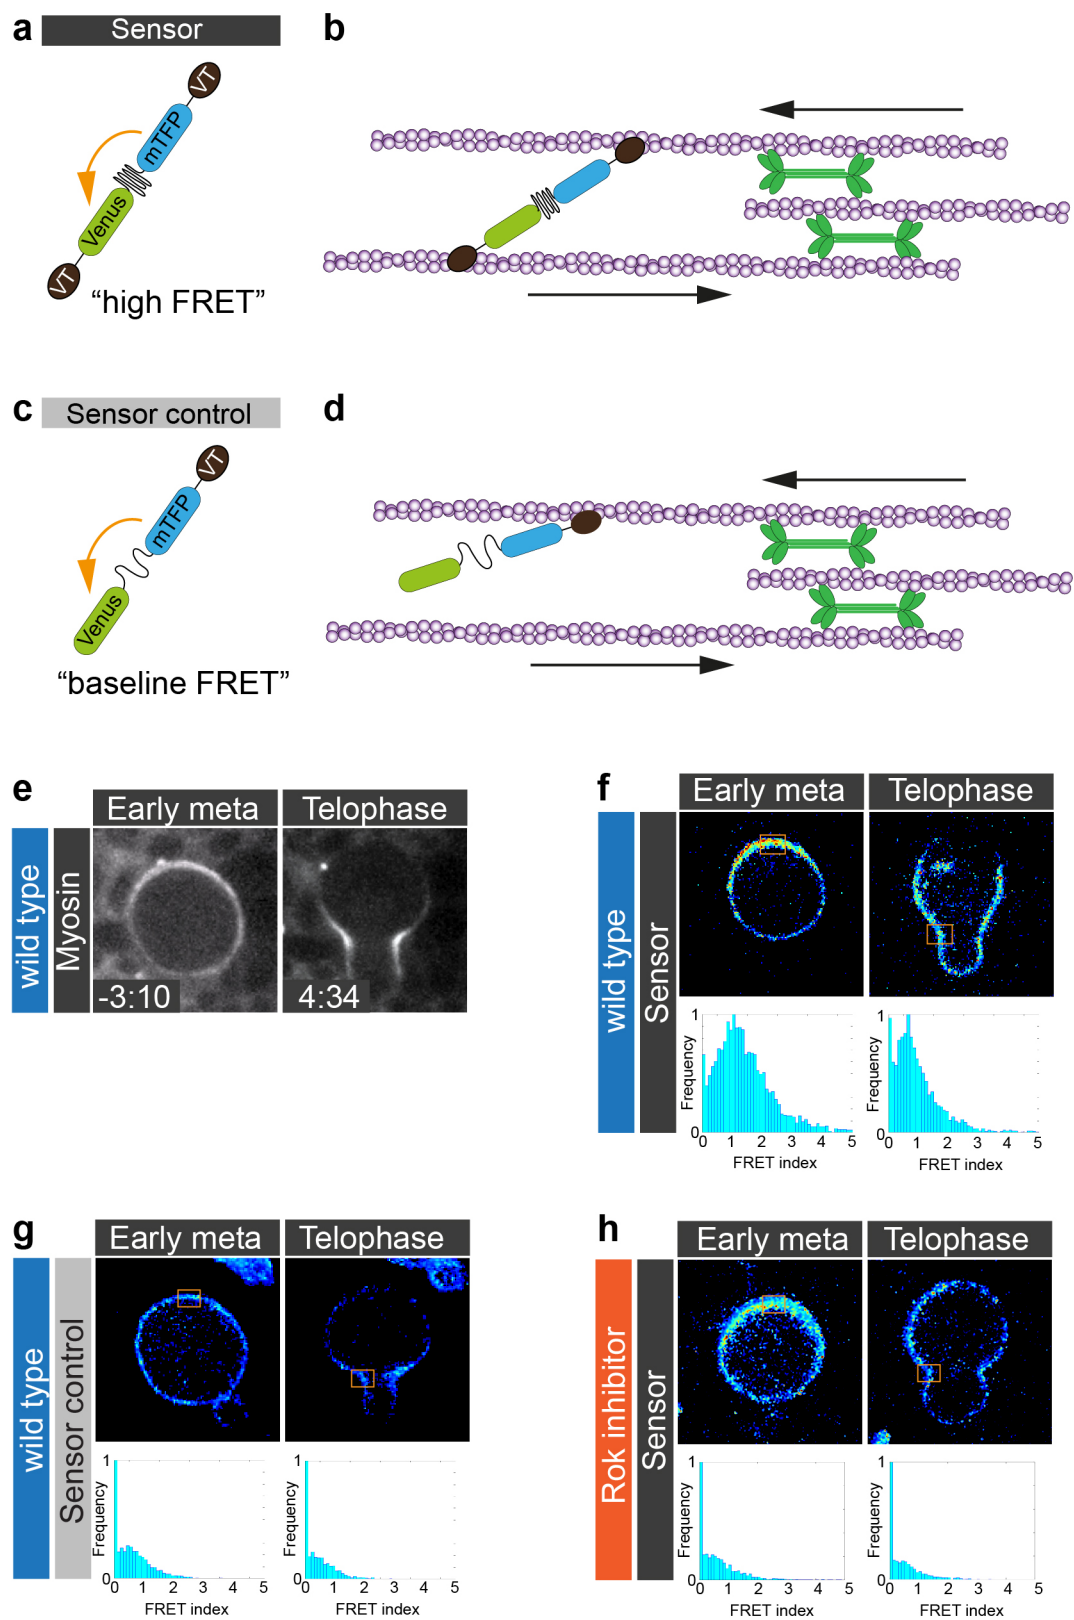 a
Sensor
VT
mTFP
Venus
VT
“high FRET”
b
c
Sensor control
VT
mTFP
Venus
“baseline FRET”
d
e
Early meta
Telophase
wild type
Myosin
-3:10
4:34
f
Early meta
Telophase
wild type
Sensor
1
Frequency
0
0 1 2 3 4 5
FRET index
1
Frequency
0
0 1 2 3 4 5
FRET index
g
Early meta
Telophase
wild type
Sensor control
1
Frequency
0
0 1 2 3 4 5
FRET index
1
Frequency
0
0 1 2 3 4 5
FRET index
h
Early meta
Telophase
Rok inhibitor
Sensor
1
Frequency
0
0 1 2 3 4 5
FRET index
1
Frequency
0
0 1 2 3 4 5
FRET index